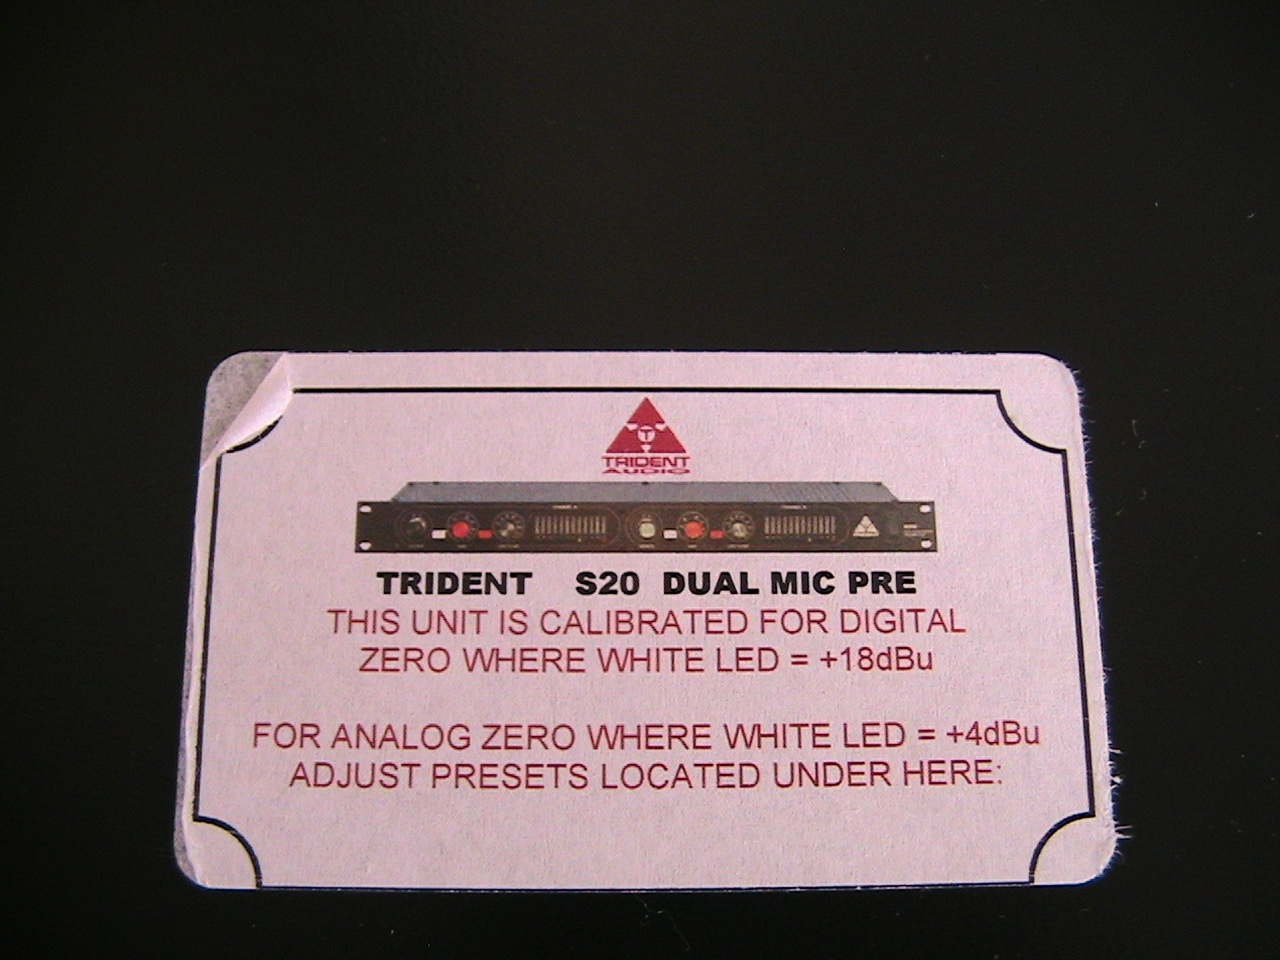 TRIDENT
AUDIO
TRIDENT S20 DUAL MIC PRE
THIS UNIT IS CALIBRATED FOR DIGITAL
ZERO WHERE WHITE LED = +18dBu
FOR ANALOG ZERO WHERE WHITE LED = +4dBu
ADJUST PRESETS LOCATED UNDER HERE: